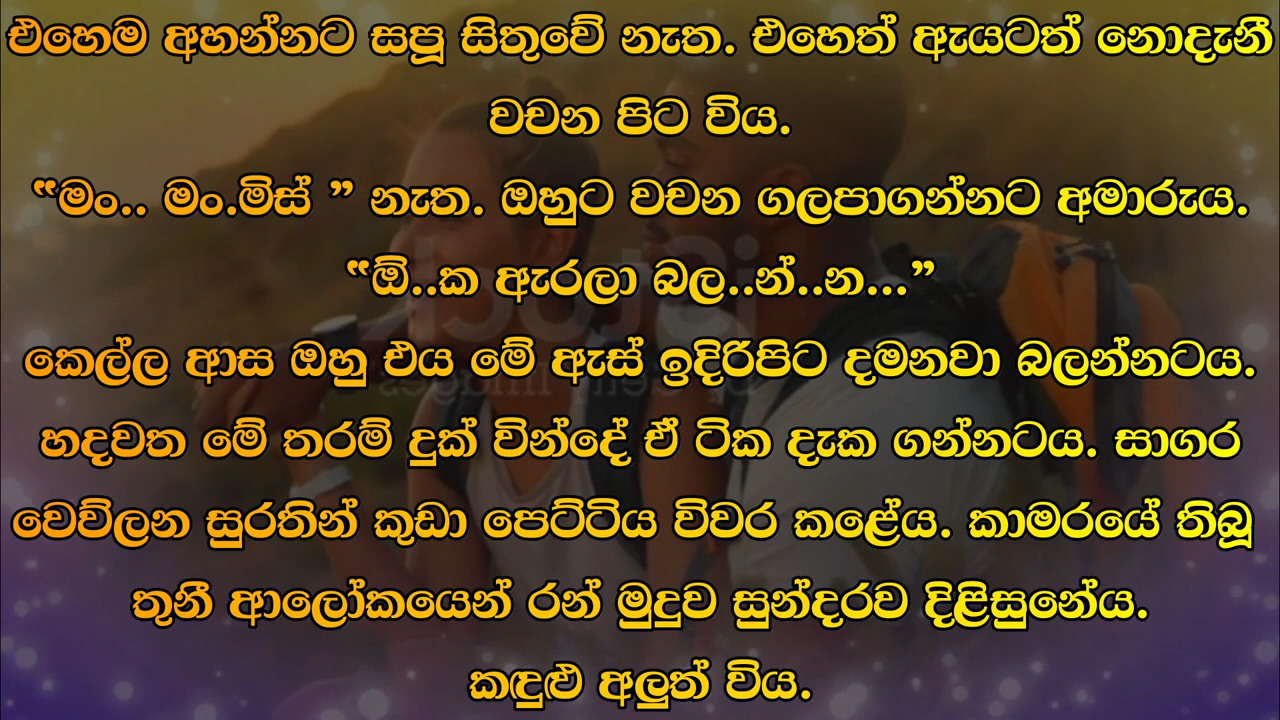 එහෙම අහන්නට සපූ සිතුවේ නැත. එහෙත් ඇයටත් නොදැනී
වචන පිට විය.
“මං.. මං.මිස් ” නැත. ඔහුට වචන ගලපාගන්නට අමාරුය.
“ඕ..ක ඇරලා බල..න්..න...”
කෙල්ල ආස ඔහු එය මේ ඇස් ඉදිරිපිට දමනවා බලන්නටය.
හදවත මේ තරම් දුක් වින්දේ ඒ ටික දැක ගන්නටය. සාගර
වෙව්ලන සුරතින් කුඩා පෙට්ටිය විවර කළේය. කාමරයේ තිබූ
තුනී ආලෝකයෙන් රන් මුදුව සුන්දරව දිළිසුනේය.
කඳුළු අලුත් විය.